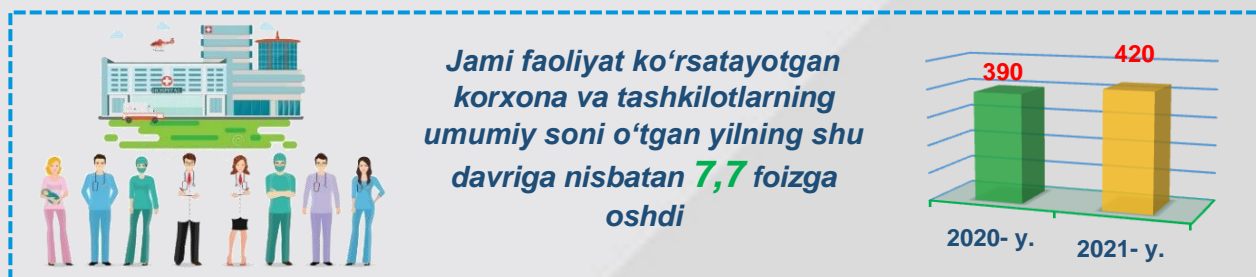 HOSPITAL
Jami faoliyat ko‘rsatayotgan
korxona va tashkilotlarning
umumiy soni o‘tgan yilning shu
davriga nisbatan 7,7 foizga
oshdi
390
420
2020- y.
2021- y.